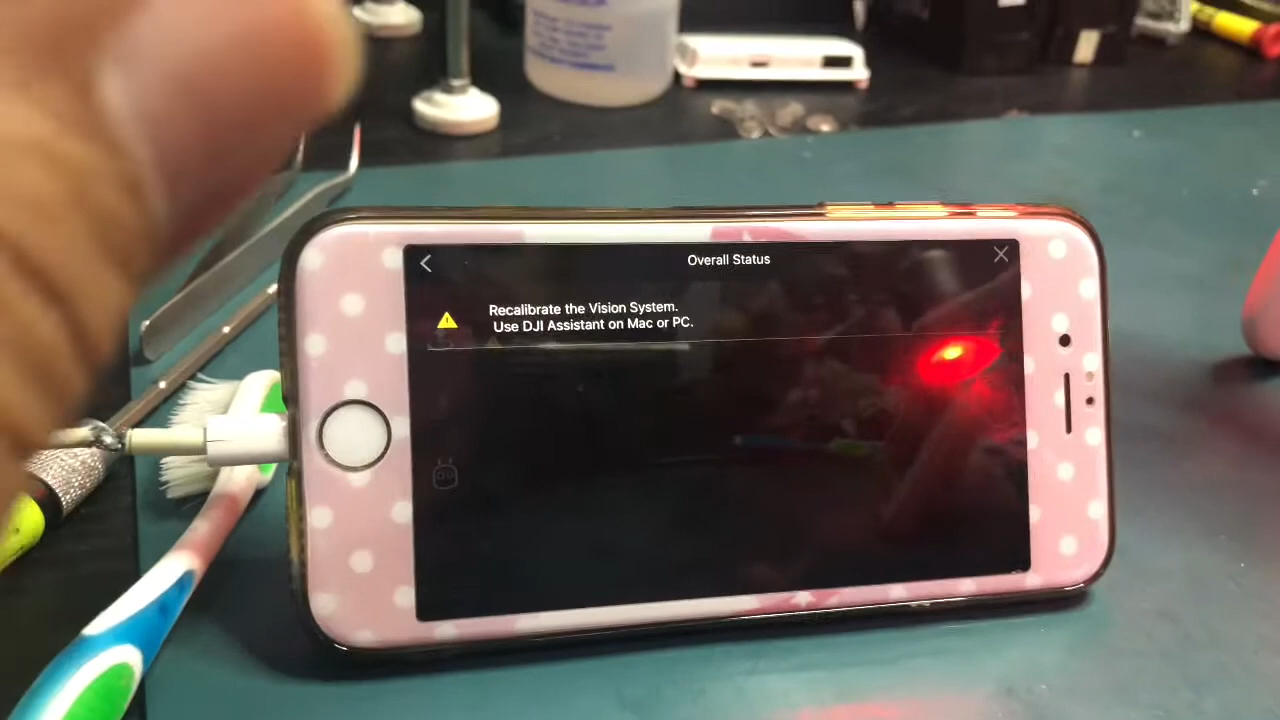 Overall Status
Recalibrate the Vision System.
Use DJI Assistant on Mac or PC.